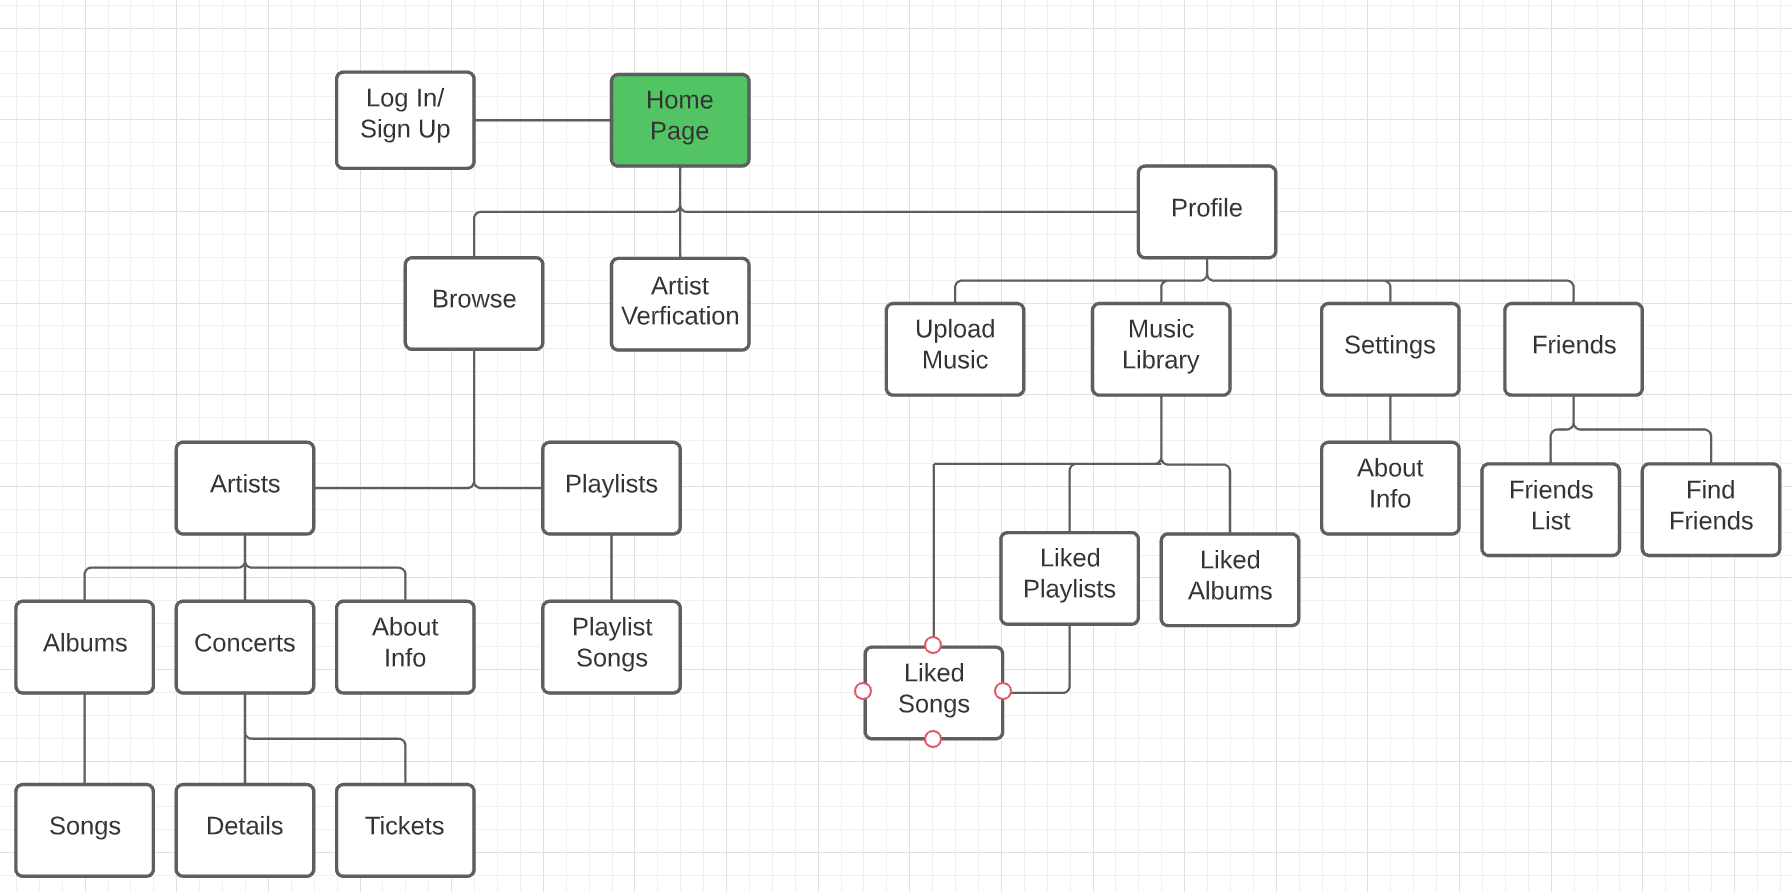 Log In/
Sign Up
Home
Page
Profile
Browse
Artist
Verfication
Upload
Music
Music
Library
Settings
Friends
Artists
Playlists
About
Info
Friends
List
Find
Friends
Liked
Playlists
Liked
Albums
Albums
Concerts
About
Info
Playlist
Songs
Liked
Songs
Songs
Details
Tickets